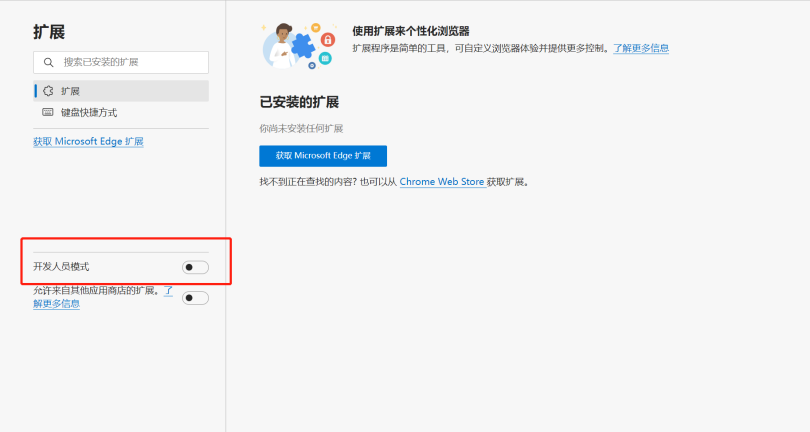 扩展
搜索已安装的扩展
扩展
键盘快捷方式
获取 Microsoft Edge 扩展
开发人员模式
允许来自其他应用商店的扩展。了
解更多信息
使用扩展来个性化浏览器
扩展程序是简单的工具，可自定义浏览器体验并提供更多控制。了解更多信息
已安装的扩展
你尚未安装任何扩展
获取 Microsoft Edge 扩展
找不到正在查找的内容? 也可以从 Chrome Web Store 获取扩展。